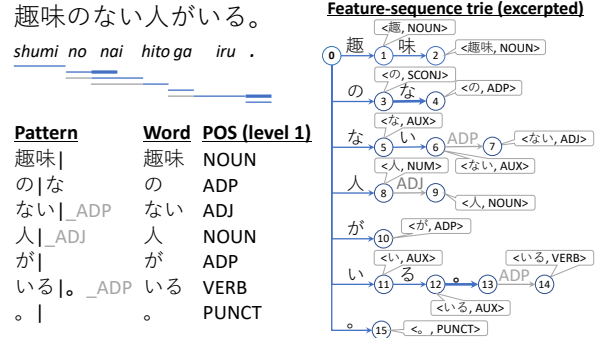 趣味のない人がいる。
shumi no nai hito ga iru .
Pattern Word POS (level 1)
趣味| 趣味 NOUN
の|な の ADP
ない|_ADP ない ADJ
人|_ADJ 人 NOUN
が| が ADP
いる|。_ADP いる VERB
。| 。 PUNCT
Feature-sequence trie (excerpted)
<趣, NOUN>
0 趣 1 味 2 <趣味, NOUN>
<の, SCONJ>
の 3 な 4 <の, ADP>
<な, AUX>
な 5 い 6 ADP 7 <ない, ADJ>
<人, NUM> <ない, AUX>
人 8 ADJ 9
<人, NOUN>
が 10 <が, ADP>
<い, AUX> <いる, VERB>
い 11 る 12 。 13 ADP 14
<いる, AUX>
。 15 <。, PUNCT>